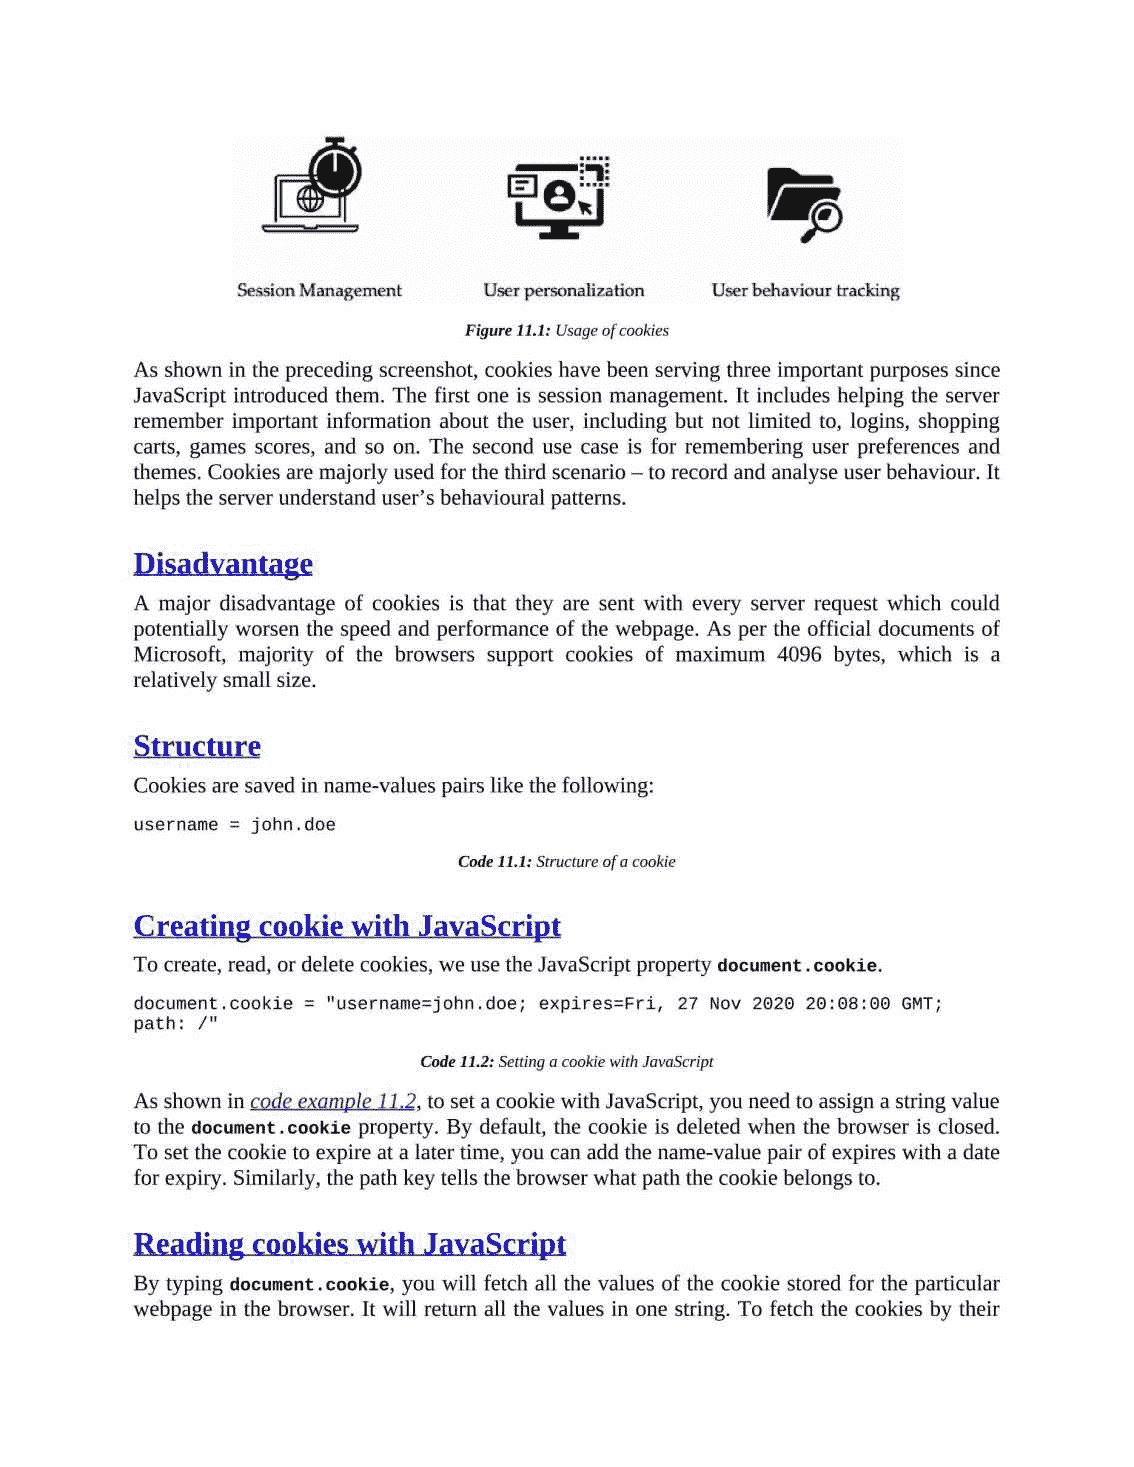 Session Management
User personalization
User behaviour tracking
Figure 11.1: Usage of cookies
As shown in the preceding screenshot, cookies have been serving three important purposes since
JavaScript introduced them. The first one is session management. It includes helping the server
remember important information about the user, including but not limited to, logins, shopping
carts, games scores, and so on. The second use case is for remembering user preferences and
themes. Cookies are majorly used for the third scenario – to record and analyse user behaviour. It
helps the server understand user’s behavioural patterns.
Disadvantage
A major disadvantage of cookies is that they are sent with every server request which could
potentially worsen the speed and performance of the webpage. As per the official documents of
Microsoft, majority of the browsers support cookies of maximum 4096 bytes, which is a
relatively small size.
Structure
Cookies are saved in name-values pairs like the following:
username = john.doe
Code 11.1: Structure of a cookie
Creating cookie with JavaScript
To create, read, or delete cookies, we use the JavaScript property document.cookie.
document.cookie = "username=john.doe; expires=Fri, 27 Nov 2020 20:08:00 GMT;
path: /"
Code 11.2: Setting a cookie with JavaScript
As shown in code example 11.2, to set a cookie with JavaScript, you need to assign a string value
to the document.cookie property. By default, the cookie is deleted when the browser is closed.
To set the cookie to expire at a later time, you can add the name-value pair of expires with a date
for expiry. Similarly, the path key tells the browser what path the cookie belongs to.
Reading cookies with JavaScript
By typing document.cookie, you will fetch all the values of the cookie stored for the particular
webpage in the browser. It will return all the values in one string. To fetch the cookies by their